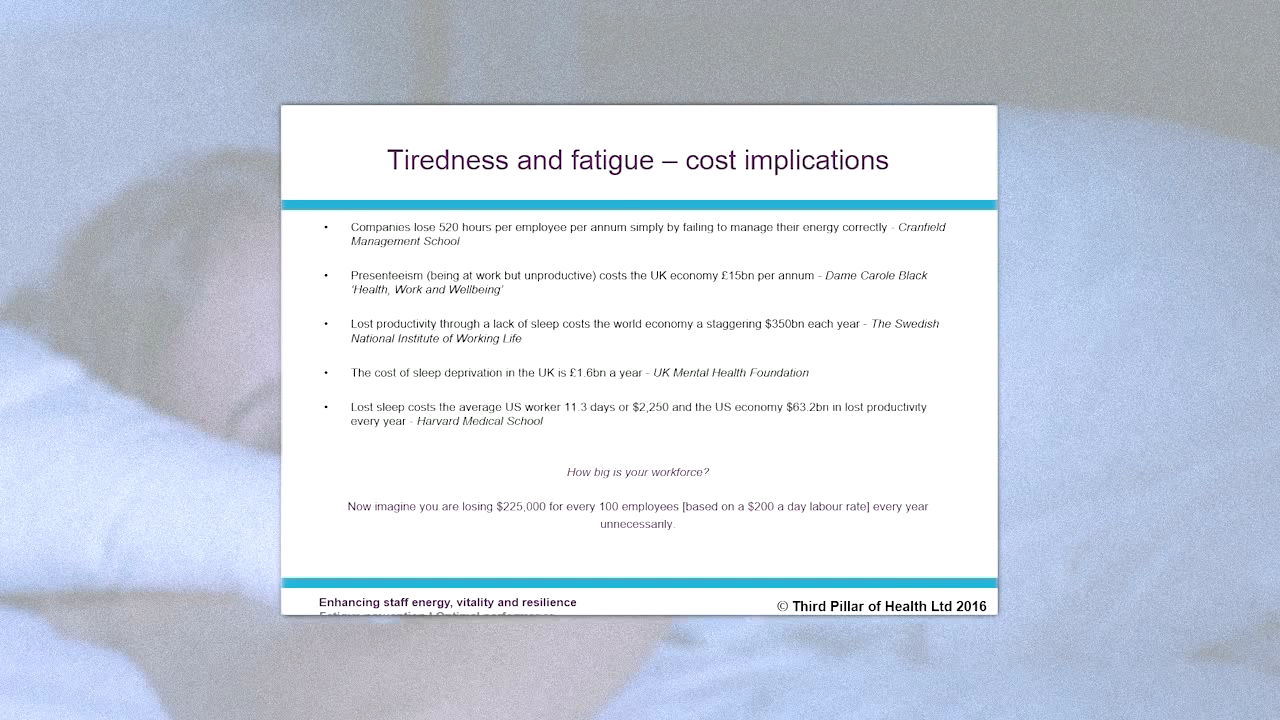 Tiredness and fatigue – cost implications
• Companies lose 520 hours per employee per annum simply by failing to manage their energy correctly - Cranfield
Management School
• Presenteeism (being at work but unproductive) costs the UK economy £15bn per annum - Dame Carole Black
‘Health, Work and Wellbeing’
• Lost productivity through a lack of sleep costs the world economy a staggering $350bn each year - The Swedish
National Institute of Working Life
• The cost of sleep deprivation in the UK is £1.6bn a year - UK Mental Health Foundation
• Lost sleep costs the average US worker 11.3 days or $2,250 and the US economy $63.2bn in lost productivity
every year - Harvard Medical School
How big is your workforce?
Now imagine you are losing $225,000 for every 100 employees [based on a $200 a day labour rate] every year
unnecessarily.
Enhancing staff energy, vitality and resilience
© Third Pillar of Health Ltd 2016